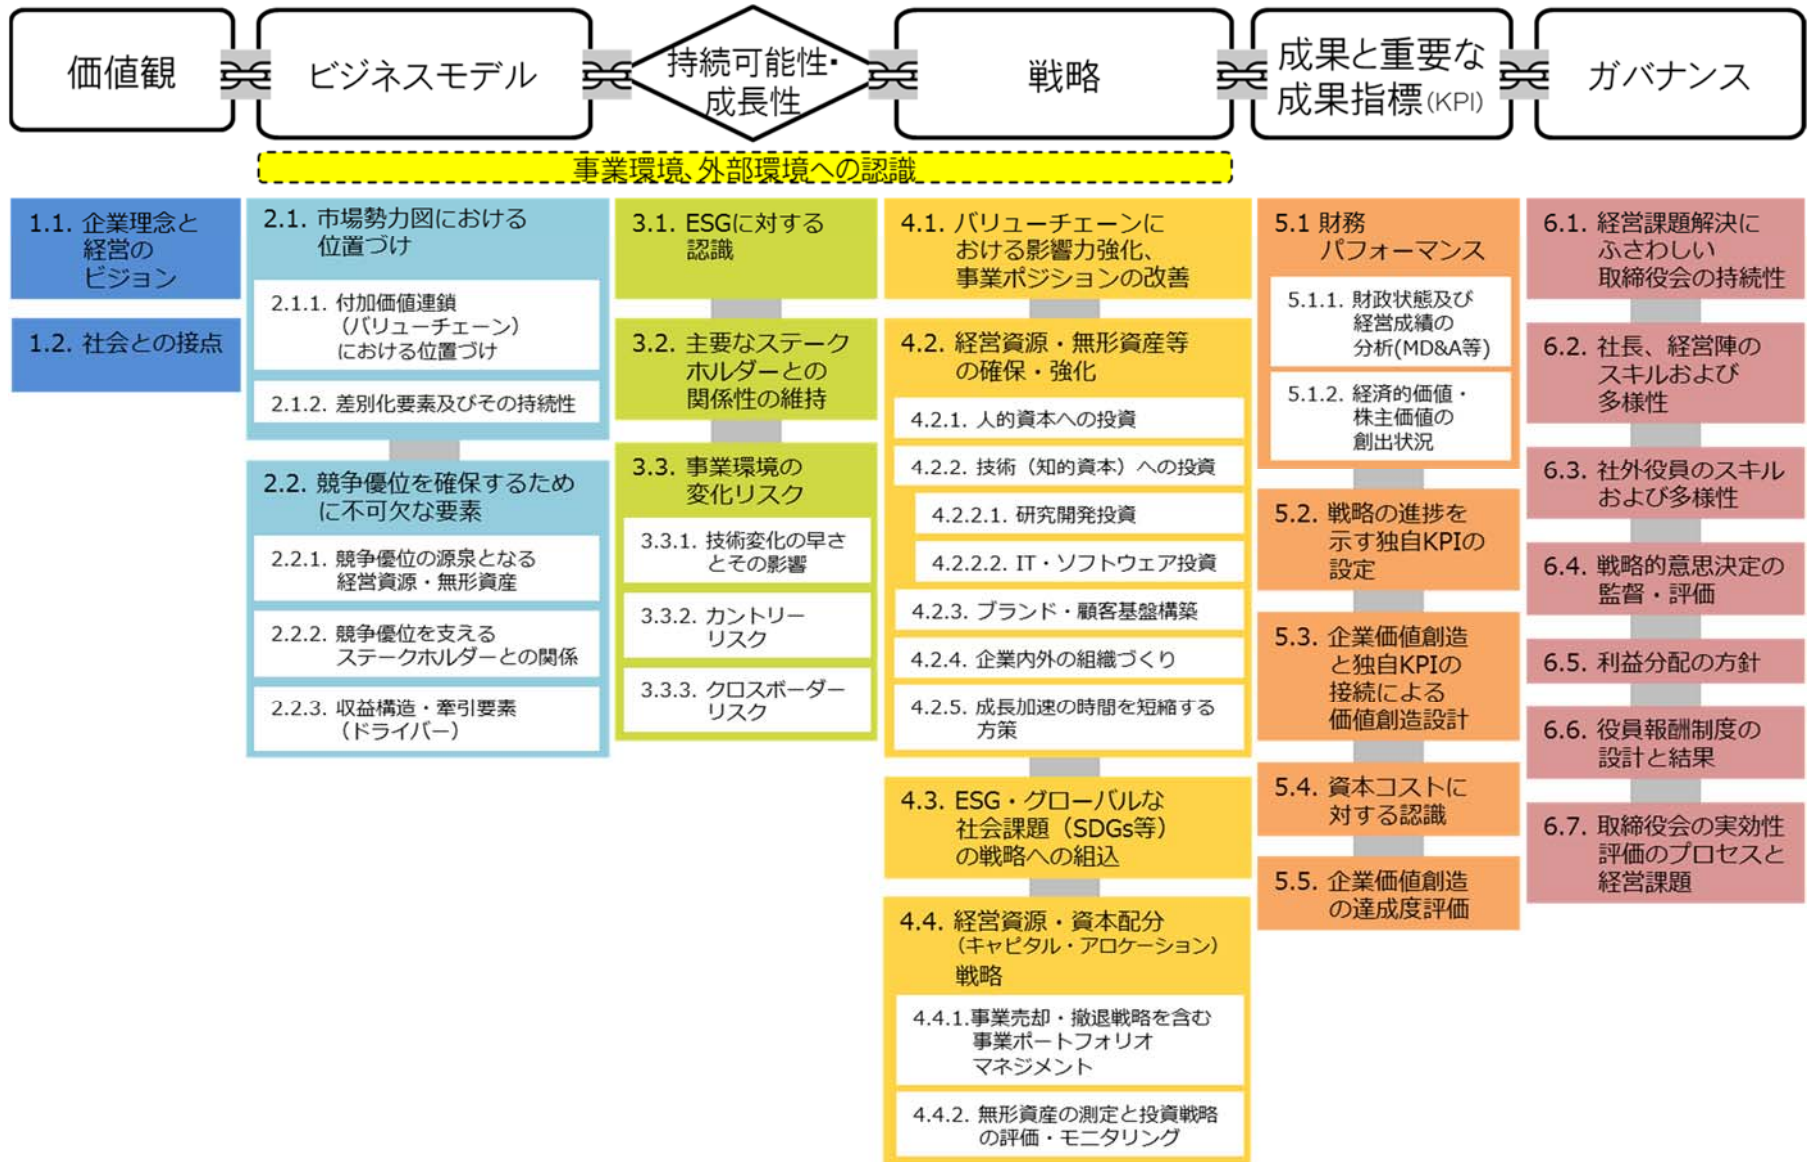 価値観
ビジネスモデル
持続可能性・
成長性
戦略
成果と重要な
成果指標(KPI)
ガバナンス
事業環境、外部環境への認識
1.1. 企業理念と
経営の
ビジョン
1.2. 社会との接点
2.1. 市場勢力図における
位置づけ
2.1.1. 付加価値連鎖
（バリューチェーン）
における位置づけ
2.1.2. 差別化要素及びその持続性
2.2. 競争優位を確保するため
に不可欠な要素
2.2.1. 競争優位の源泉となる
経営資源・無形資産
2.2.2. 競争優位を支える
ステークホルダーとの関係
2.2.3. 収益構造・牽引要素
（ドライバー）
3.1. ESGに対する
認識
3.2. 主要なステーク
ホルダーとの
関係性の維持
3.3. 事業環境の
変化リスク
3.3.1. 技術変化の早さ
とその影響
3.3.2. カントリー
リスク
3.3.3. クロスボーダー
リスク
4.1. バリューチェーンに
おける影響力強化、
事業ポジションの改善
4.2. 経営資源・無形資産等
の確保・強化
4.2.1. 人的資本への投資
4.2.2. 技術（知的資本）への投資
4.2.2.1. 研究開発投資
4.2.2.2. IT・ソフトウェア投資
4.2.3. ブランド・顧客基盤構築
4.2.4. 企業内外の組織づくり
4.2.5. 成長加速の時間を短縮する
方策
4.3. ESG・グローバルな
社会課題（SDGs等）
の戦略への組込
4.4. 経営資源・資本配分
（キャピタル・アロケーション）
戦略
4.4.1.事業売却・撤退戦略を含む
事業ポートフォリオ
マネジメント
4.4.2. 無形資産の測定と投資戦略
の評価・モニタリング
5.1 財務
パフォーマンス
5.1.1. 財政状態及び
経営成績の
分析(MD&A等)
5.1.2. 経済的価値・
株主価値の
創出状況
5.2. 戦略の進捗を
示す独自KPIの
設定
5.3. 企業価値創造
と独自KPIの
接続による
価値創造設計
5.4. 資本コストに
対する認識
5.5. 企業価値創造
の達成度評価
6.1. 経営課題解決に
ふさわしい
取締役会の持続性
6.2. 社長、経営陣の
スキルおよび
多様性
6.3. 社外役員のスキル
および多様性
6.4. 戦略的意思決定の
監督・評価
6.5. 利益分配の方針
6.6. 役員報酬制度の
設計と結果
6.7. 取締役会の実効性
評価のプロセスと
経営課題